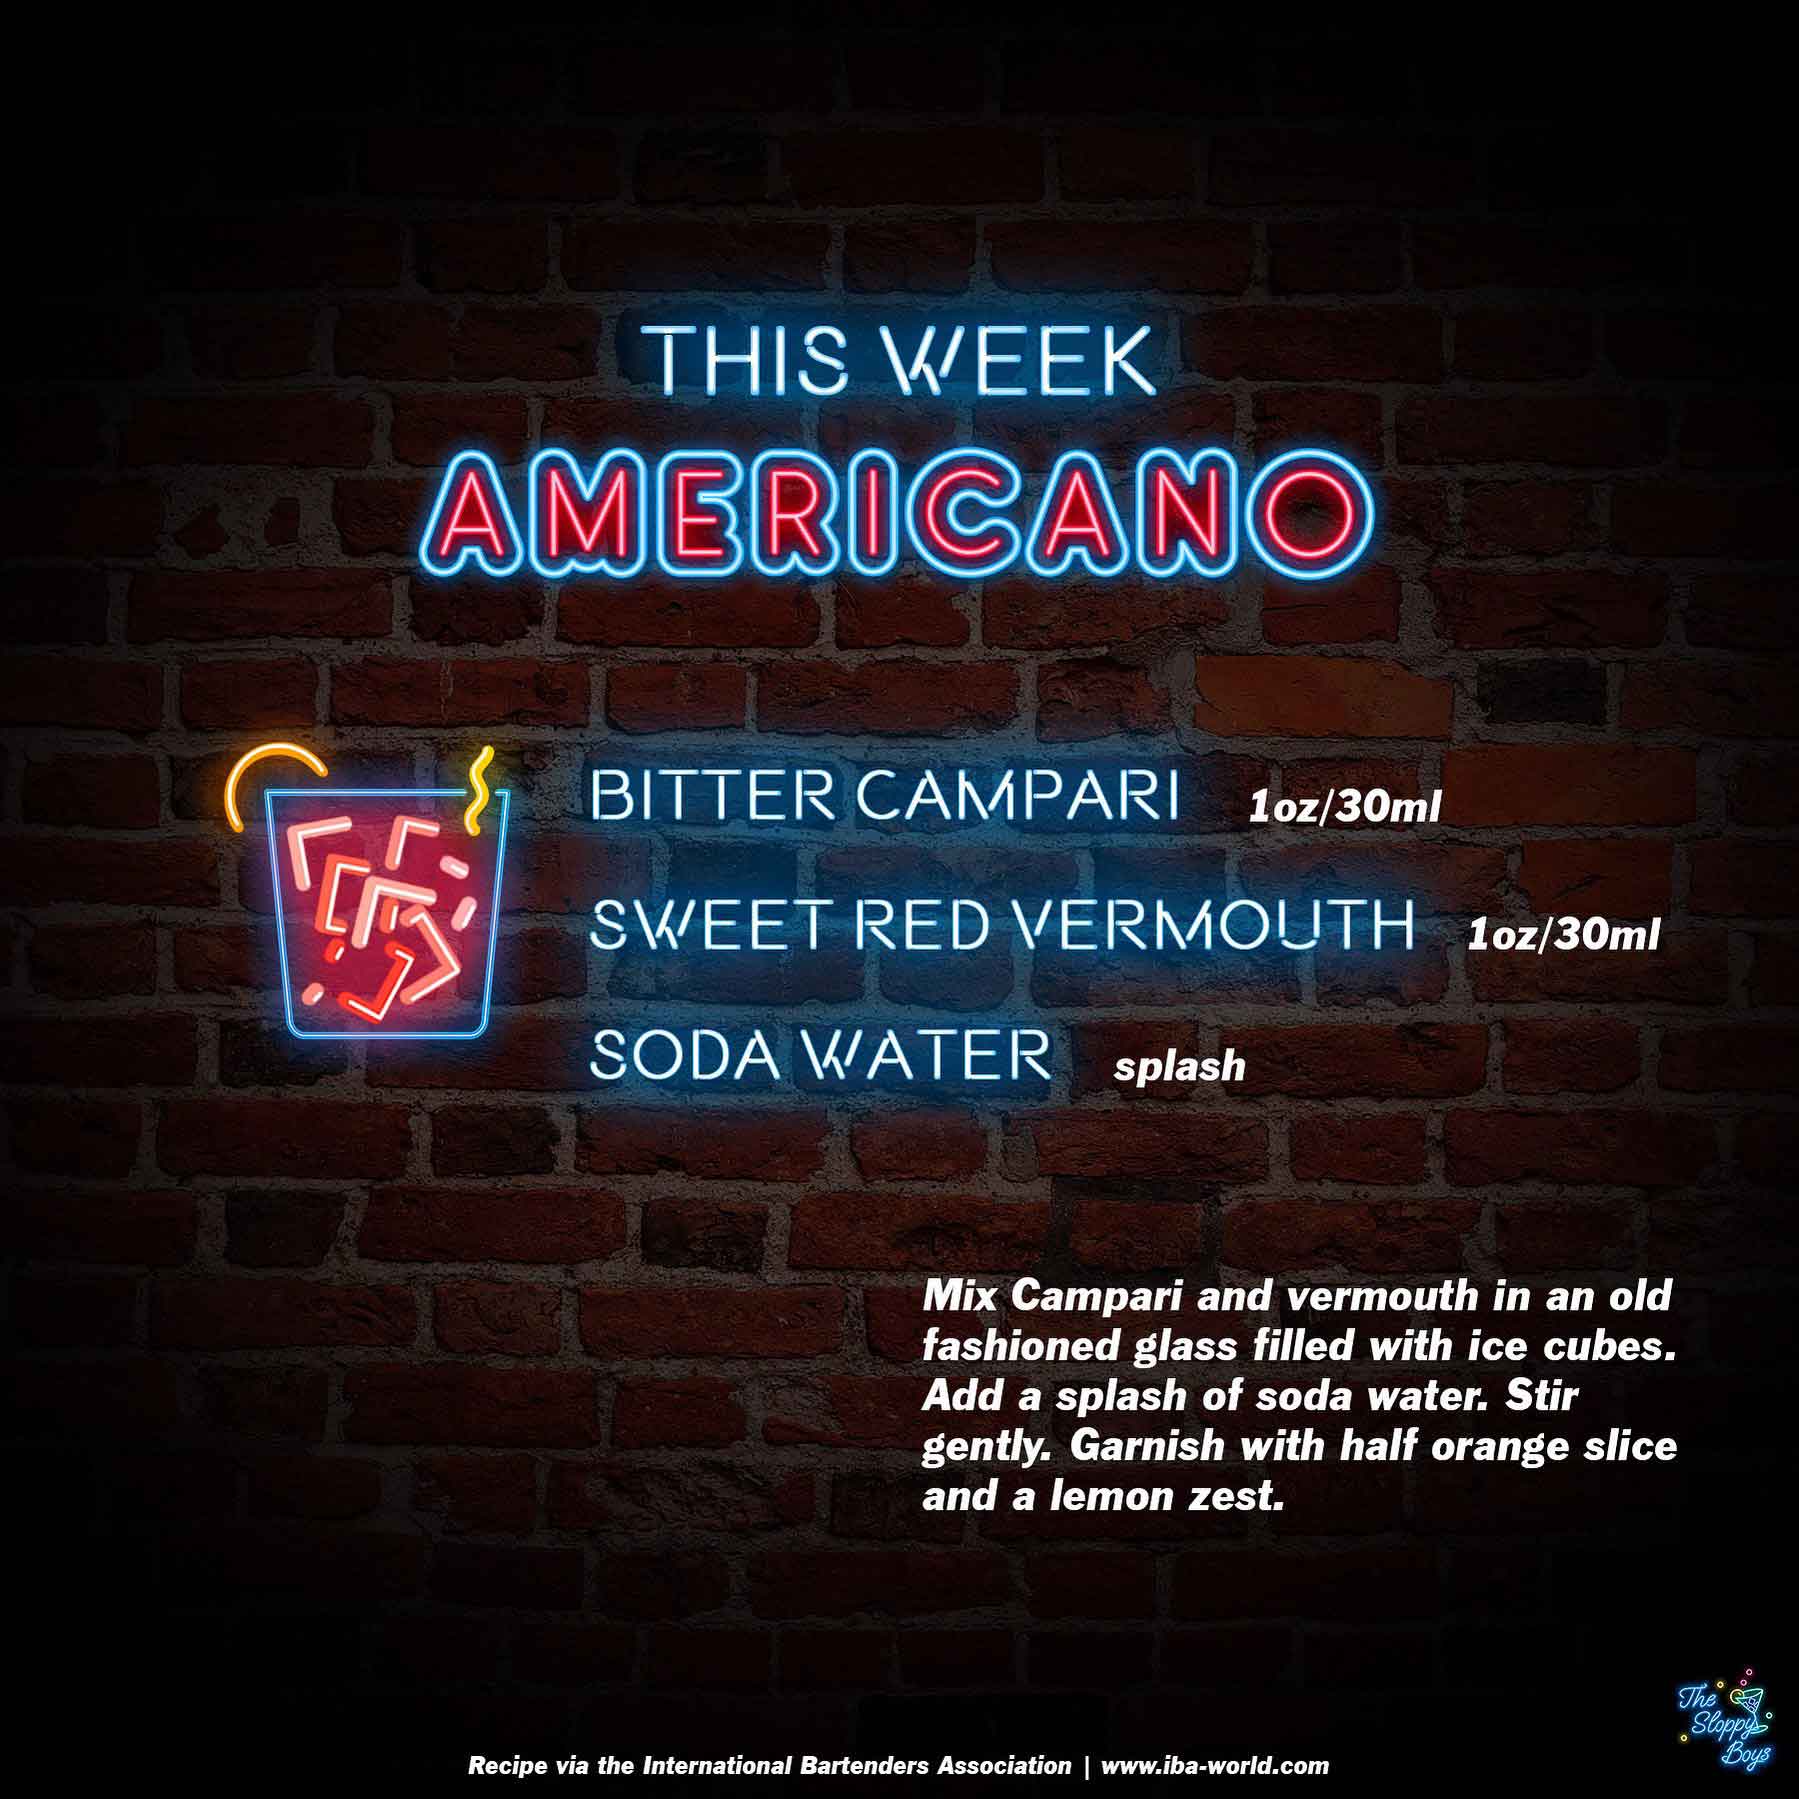 THIS WEEK
AMERICANO
BITTER CAMPARI 1oz/30ml
SWEET RED VERMOUTH 1oz/30ml
SODA WATER splash
Mix Campari and vermouth in an old
fashioned glass filled with ice cubes.
Add a splash of soda water. Stir
gently. Garnish with half orange slice
and a lemon zest.
The
Sloppy
Boys
Recipe via the International Bartenders Association | www.iba-world.com